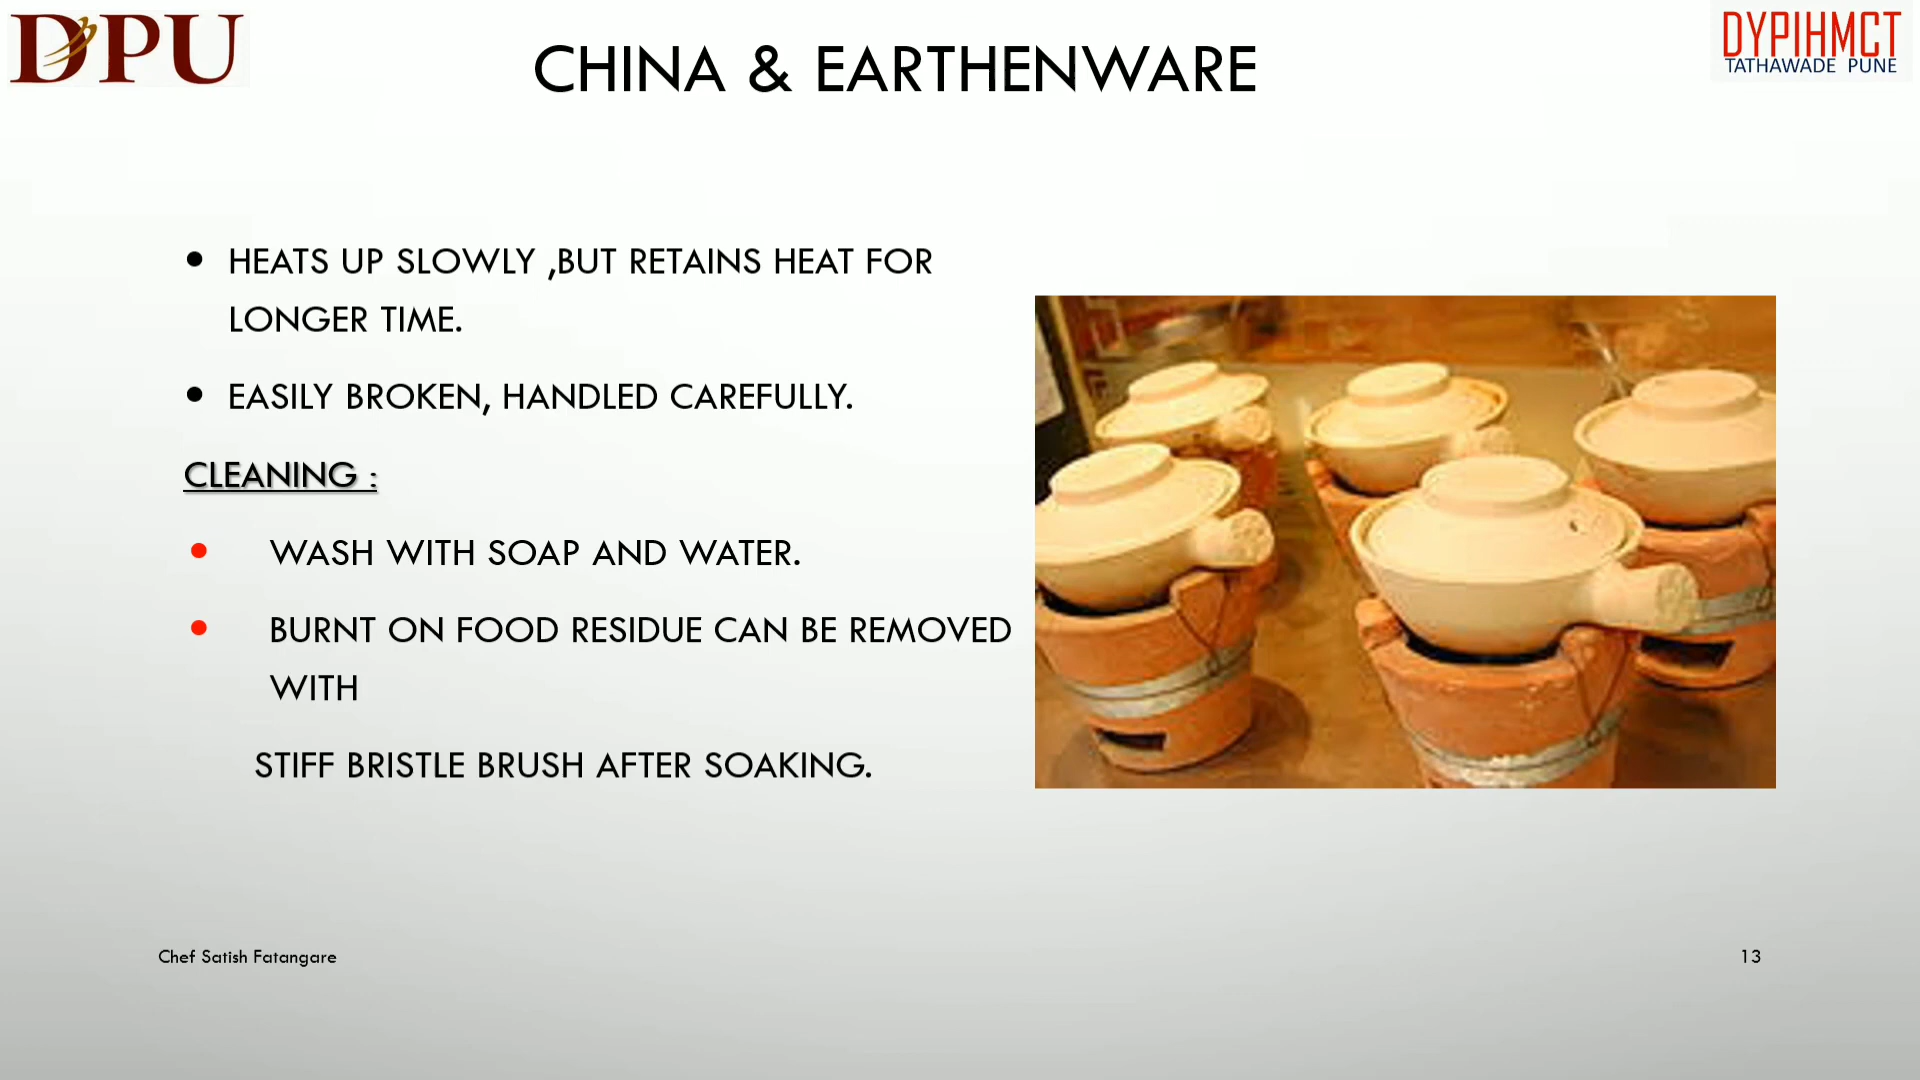 DPU
CHINA & EARTHENWARE
DYPIHMCT
TATHAWADE PUNE
● HEATS UP SLOWLY ,BUT RETAINS HEAT FOR
LONGER TIME.
● EASILY BROKEN, HANDLED CAREFULLY.
CLEANING :
● WASH WITH SOAP AND WATER.
● BURNT ON FOOD RESIDUE CAN BE REMOVED
WITH
STIFF BRISTLE BRUSH AFTER SOAKING.
Chef Satish Fatangare
13